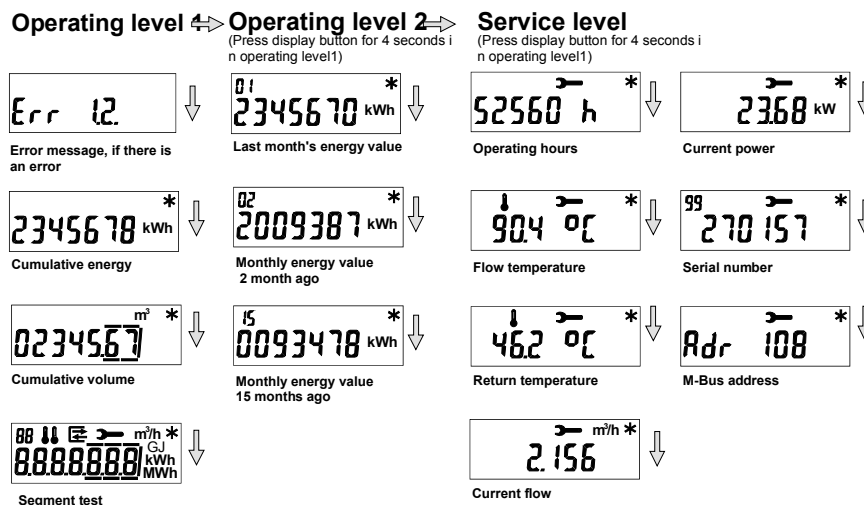 Operating level 1
Err 1.2.
Error message, if there is
an error
2345678 kWh
Cumulative energy
m³
02345.67
Cumulative volume
88 m³/h
GJ
8.8.8.8.8.8.8 kWh
MWh
Segment test
Operating level 2
(Press display button for 4 seconds i
n operating level1)
01
2345670 kWh
Last month's energy value
02
2009387 kWh
Monthly energy value
2 month ago
15
0093478 kWh
Monthly energy value
15 months ago
Service level
(Press display button for 4 seconds i
n operating level1)
52560 h
Operating hours
90.4 °C
Flow temperature
46.2 °C
Return temperature
m³/h
2.156
Current flow
23.68 kW
Current power
99
270157
Serial number
Adr 108
M-Bus address